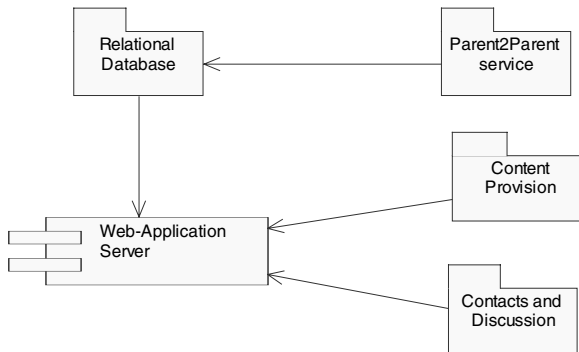 Relational
Database
Parent2Parent
service
Content
Provision
Web-Application
Server
Contacts and
Discussion